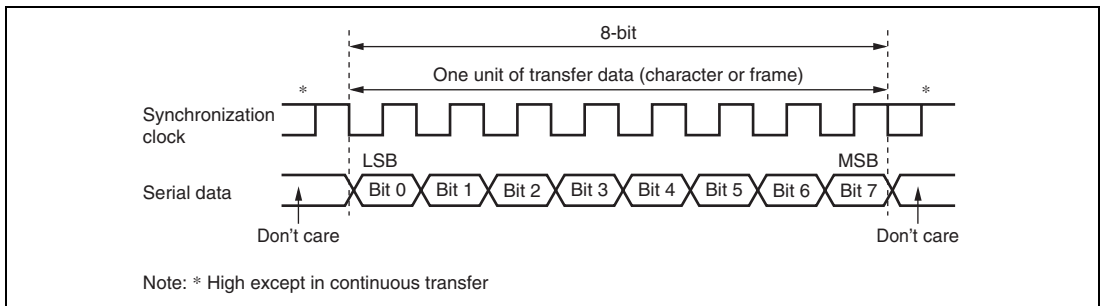 8-bit
One unit of transfer data (character or frame)
*
*
Synchronization
clock
LSB
MSB
Serial data
Bit 0
Bit 1
Bit 2
Bit 3
Bit 4
Bit 5
Bit 6
Bit 7
Don't care
Don't care
Note: * High except in continuous transfer